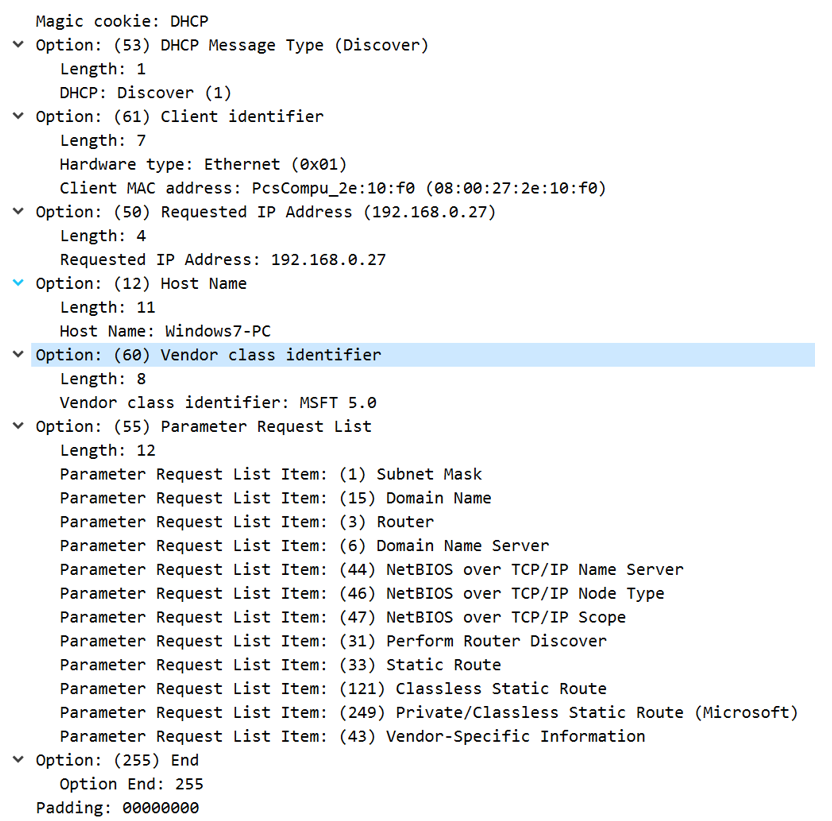 Magic cookie: DHCP
Option: (53) DHCP Message Type (Discover)
Length: 1
DHCP: Discover (1)
Option: (61) Client identifier
Length: 7
Hardware type: Ethernet (0x01)
Client MAC address: PcsCompu_2e:10:f0 (08:00:27:2e:10:f0)
Option: (50) Requested IP Address (192.168.0.27)
Length: 4
Requested IP Address: 192.168.0.27
Option: (12) Host Name
Length: 11
Host Name: Windows7-PC
Option: (60) Vendor class identifier
Length: 8
Vendor class identifier: MSFT 5.0
Option: (55) Parameter Request List
Length: 12
Parameter Request List Item: (1) Subnet Mask
Parameter Request List Item: (15) Domain Name
Parameter Request List Item: (3) Router
Parameter Request List Item: (6) Domain Name Server
Parameter Request List Item: (44) NetBIOS over TCP/IP Name Server
Parameter Request List Item: (46) NetBIOS over TCP/IP Node Type
Parameter Request List Item: (47) NetBIOS over TCP/IP Scope
Parameter Request List Item: (31) Perform Router Discover
Parameter Request List Item: (33) Static Route
Parameter Request List Item: (121) Classless Static Route
Parameter Request List Item: (249) Private/Classless Static Route (Microsoft)
Parameter Request List Item: (43) Vendor-Specific Information
Option: (255) End
Option End: 255
Padding: 00000000